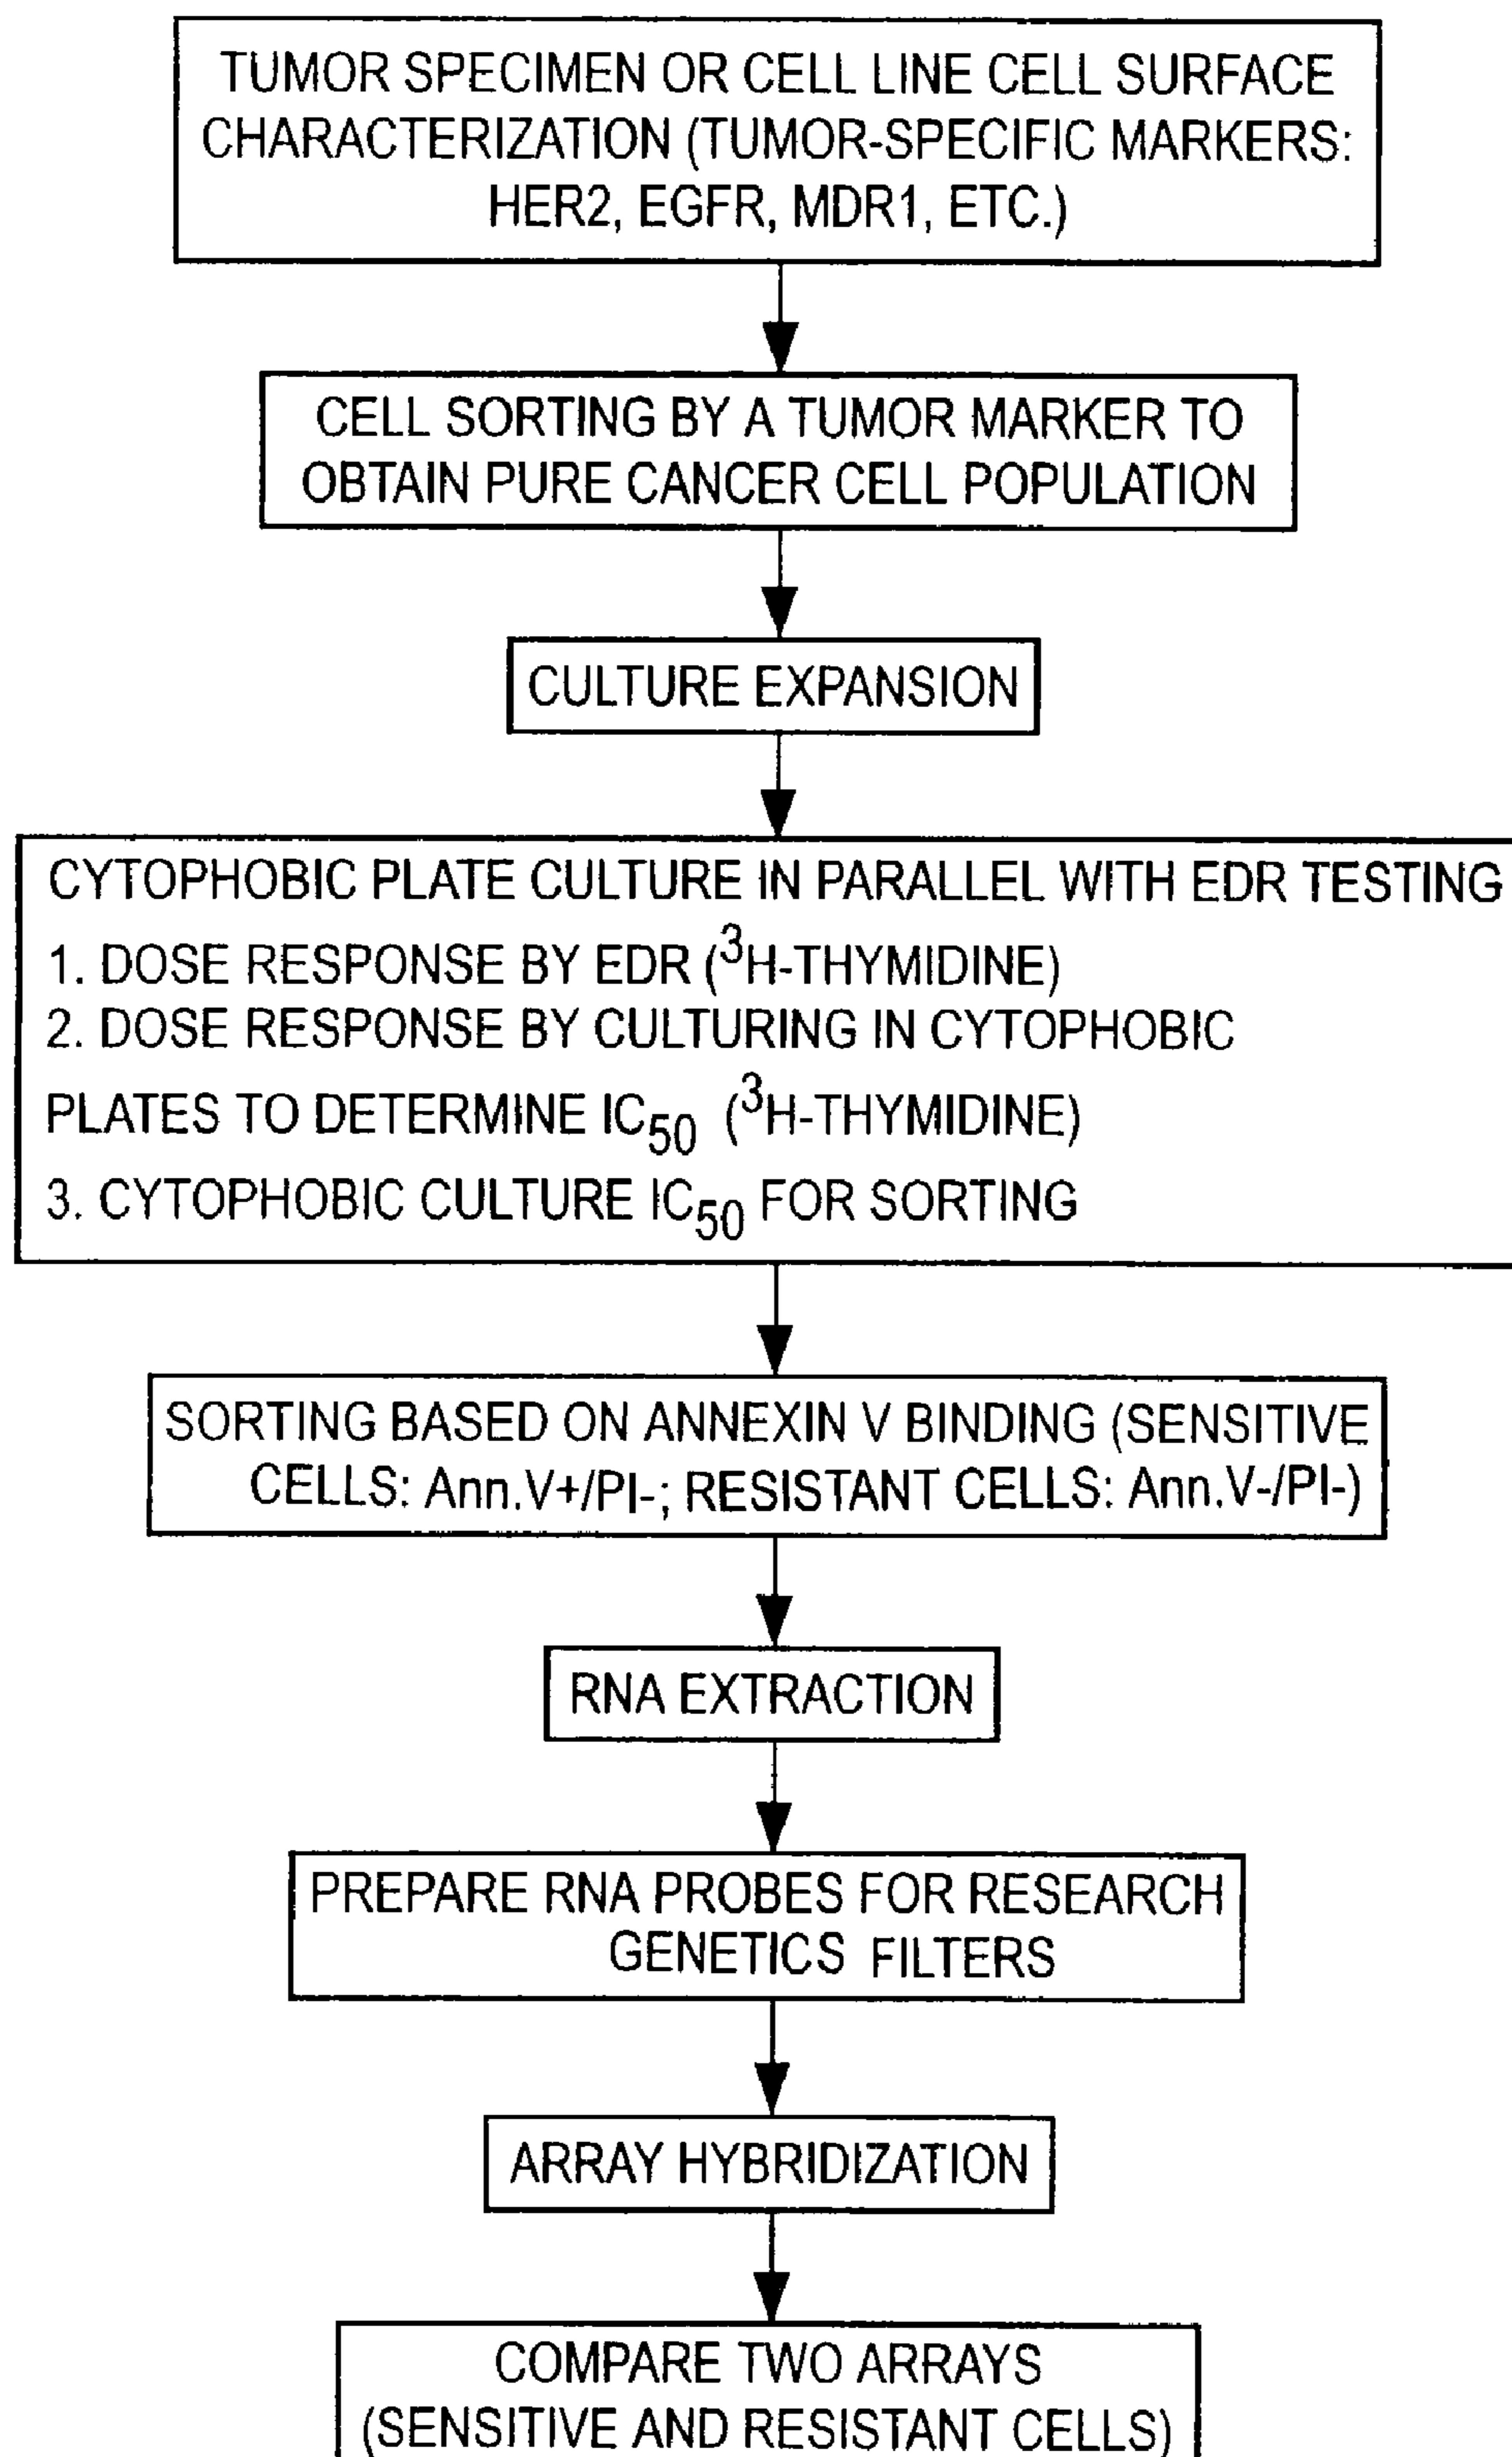 TUMOR SPECIMEN OR CELL LINE CELL SURFACE
CHARACTERIZATION (TUMOR-SPECIFIC MARKERS:
HER2, EGFR, MDR1, ETC.)
CELL SORTING BY A TUMOR MARKER TO
OBTAIN PURE CANCER CELL POPULATION
CULTURE EXPANSION
CYTOPHOBIC PLATE CULTURE IN PARALLEL WITH EDR TESTING
1. DOSE RESPONSE BY EDR (³H-THYMIDINE)
2. DOSE RESPONSE BY CULTURING IN CYTOPHOBIC
PLATES TO DETERMINE IC₅₀ (³H-THYMIDINE)
3. CYTOPHOBIC CULTURE IC₅₀ FOR SORTING
SORTING BASED ON ANNEXIN V BINDING (SENSITIVE
CELLS: Ann.V+/PI-; RESISTANT CELLS: Ann.V-/PI-)
RNA EXTRACTION
PREPARE RNA PROBES FOR RESEARCH
GENETICS FILTERS
ARRAY HYBRIDIZATION
COMPARE TWO ARRAYS
(SENSITIVE AND RESISTANT CELLS)